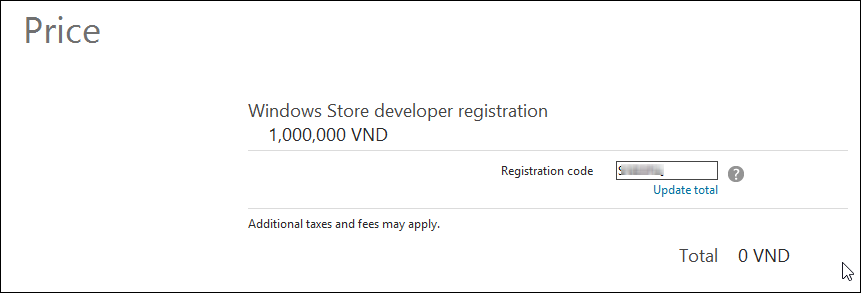 Price
Windows Store developer registration
1,000,000 VND
Registration code ?
Update total
Additional taxes and fees may apply.
Total 0 VND